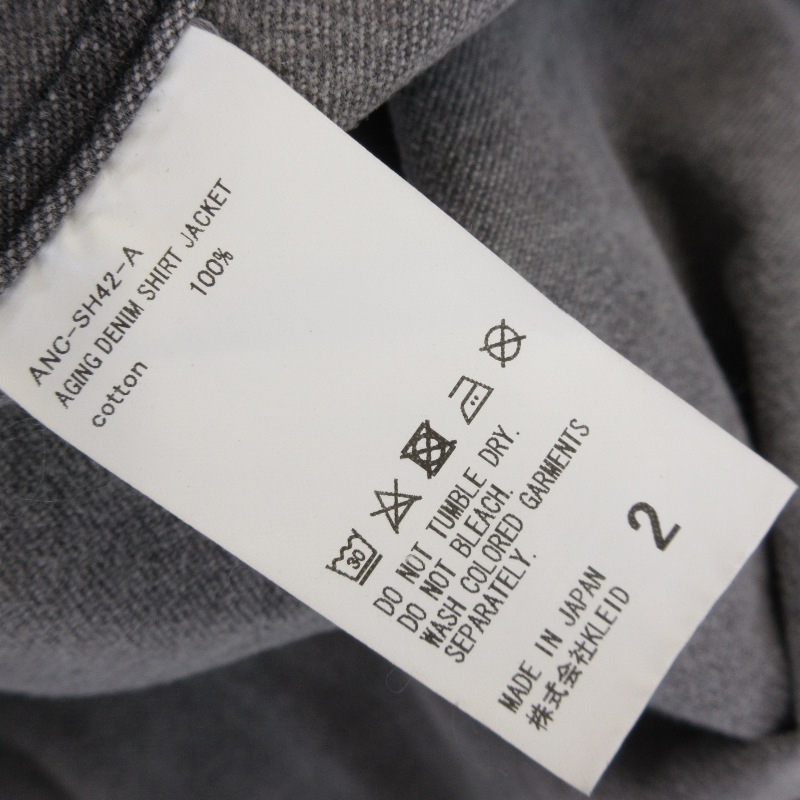 ANC-SH42-A
AGING DENIM SHIRT JACKET
cotton 100%
30
DO NOT TUMBLE DRY.
DO NOT BLEACH.
WASH COLORED GARMENTS
SEPARATELY.
2
MADE IN JAPAN
株式会社KLEID